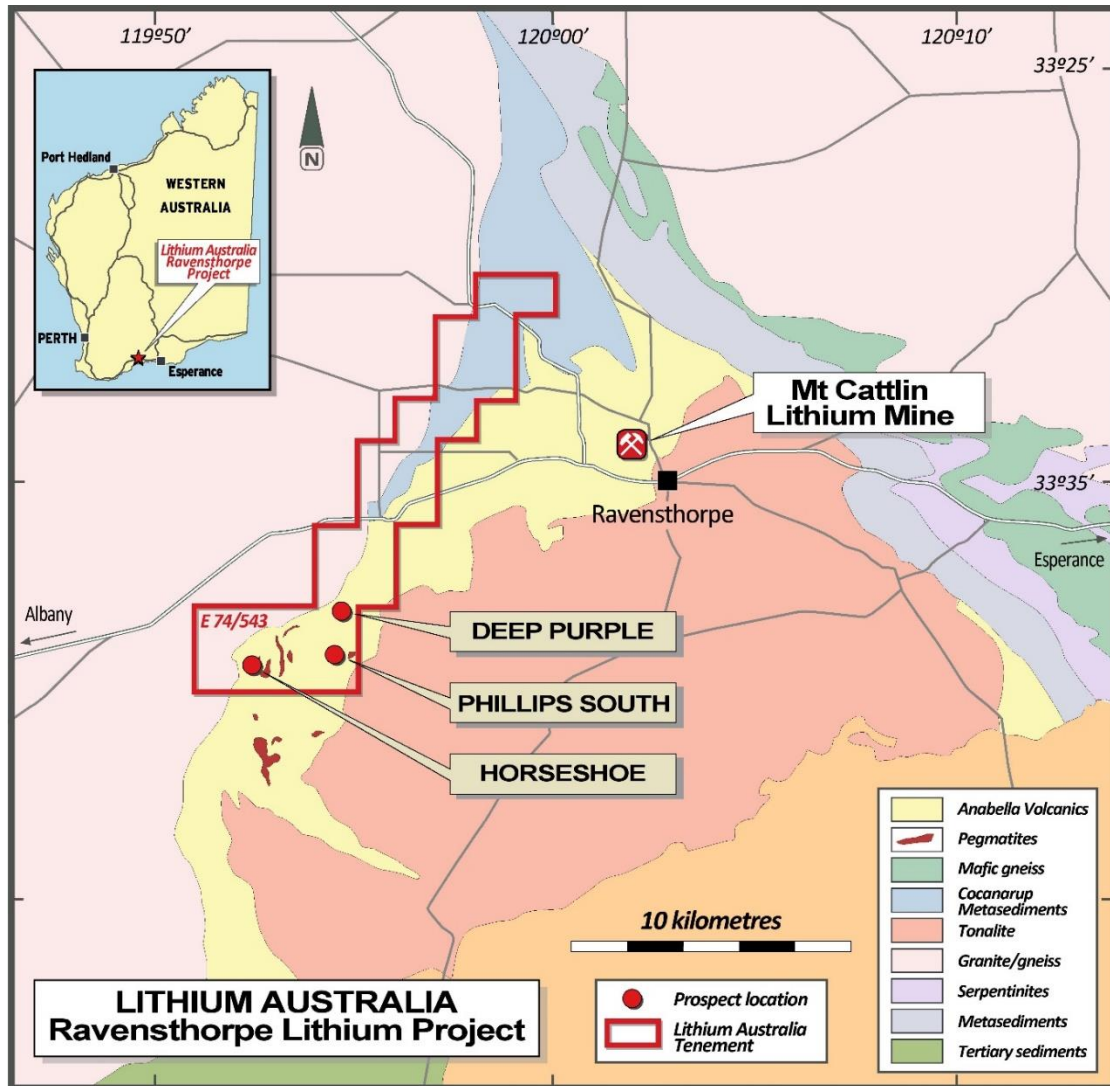 119º50'
120º00'
120º10'
33º25'
Port Hedland
WESTERN
AUSTRALIA
Lithium Australia
Ravensthorpe
Project
PERTH
Esperance
N
Mt Cattlin
Lithium Mine
33º35'
Ravensthorpe
Esperance
Albany
E 74/543
DEEP PURPLE
PHILLIPS SOUTH
HORSESHOE
10 kilometres
LITHIUM AUSTRALIA
Ravensthorpe Lithium Project
Prospect location
Lithium Australia
Tenement
Anabella Volcanics
Pegmatites
Mafic gneiss
Cocanarup
Metasediments
Tonalite
Granite/gneiss
Serpentinites
Metasediments
Tertiary sediments